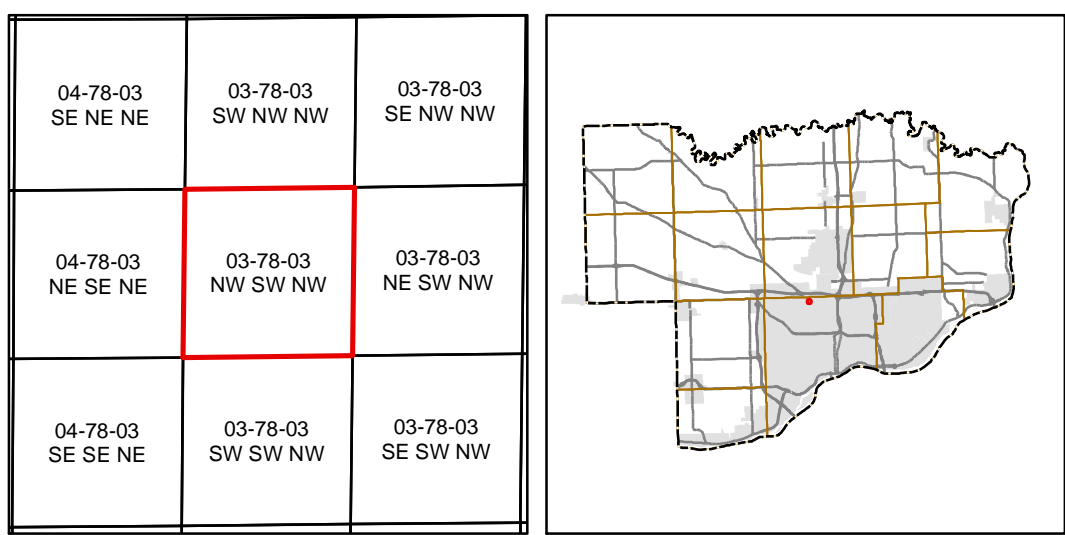 04-78-03
SE NE NE
03-78-03
SW NW NW
03-78-03
SE NW NW
04-78-03
NE SE NE
03-78-03
NW SW NW
03-78-03
NE SW NW
04-78-03
SE SE NE
03-78-03
SW SW NW
03-78-03
SE SW NW